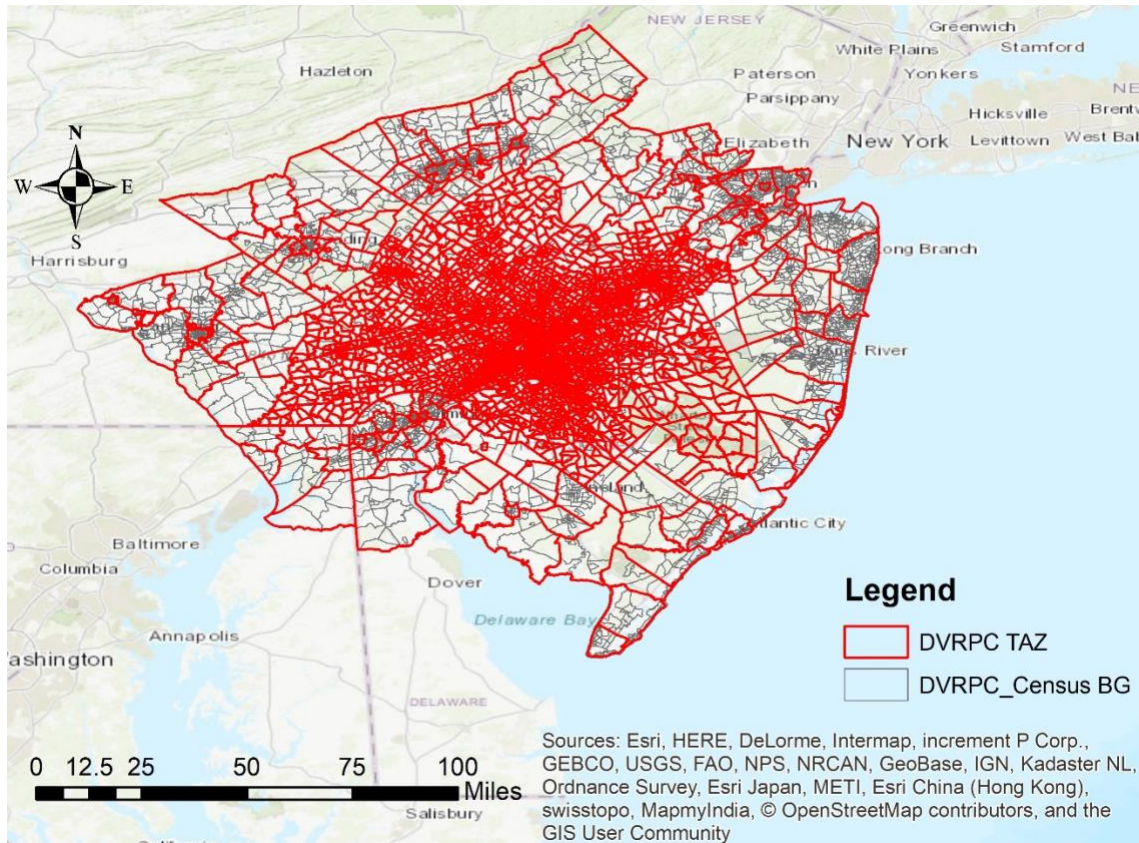 NEW JERSEY
Greenwich
White Plains
Stamford
Hazleton
Paterson
Yonkers
Parsippany
NE
Hicksville
Brentw
Elizabeth
New York
Levittown
West Bab
N
W
E
S
Harrisburg
ong Branch
River
Baltimore
Columbia
Dover
tlantic City
Annapolis
Delaware Bay
ashington
DELAWARE
Legend
DVRPC TAZ
DVRPC_Census BG
0 12.5 25 50 75 100
Miles
Salisbury
Sources: Esri, HERE, DeLorme, Intermap, increment P Corp.,
GEBCO, USGS, FAO, NPS, NRCAN, GeoBase, IGN, Kadaster NL,
Ordnance Survey, Esri Japan, METI, Esri China (Hong Kong),
swisstopo, MapmyIndia, © OpenStreetMap contributors, and the
GIS User Community